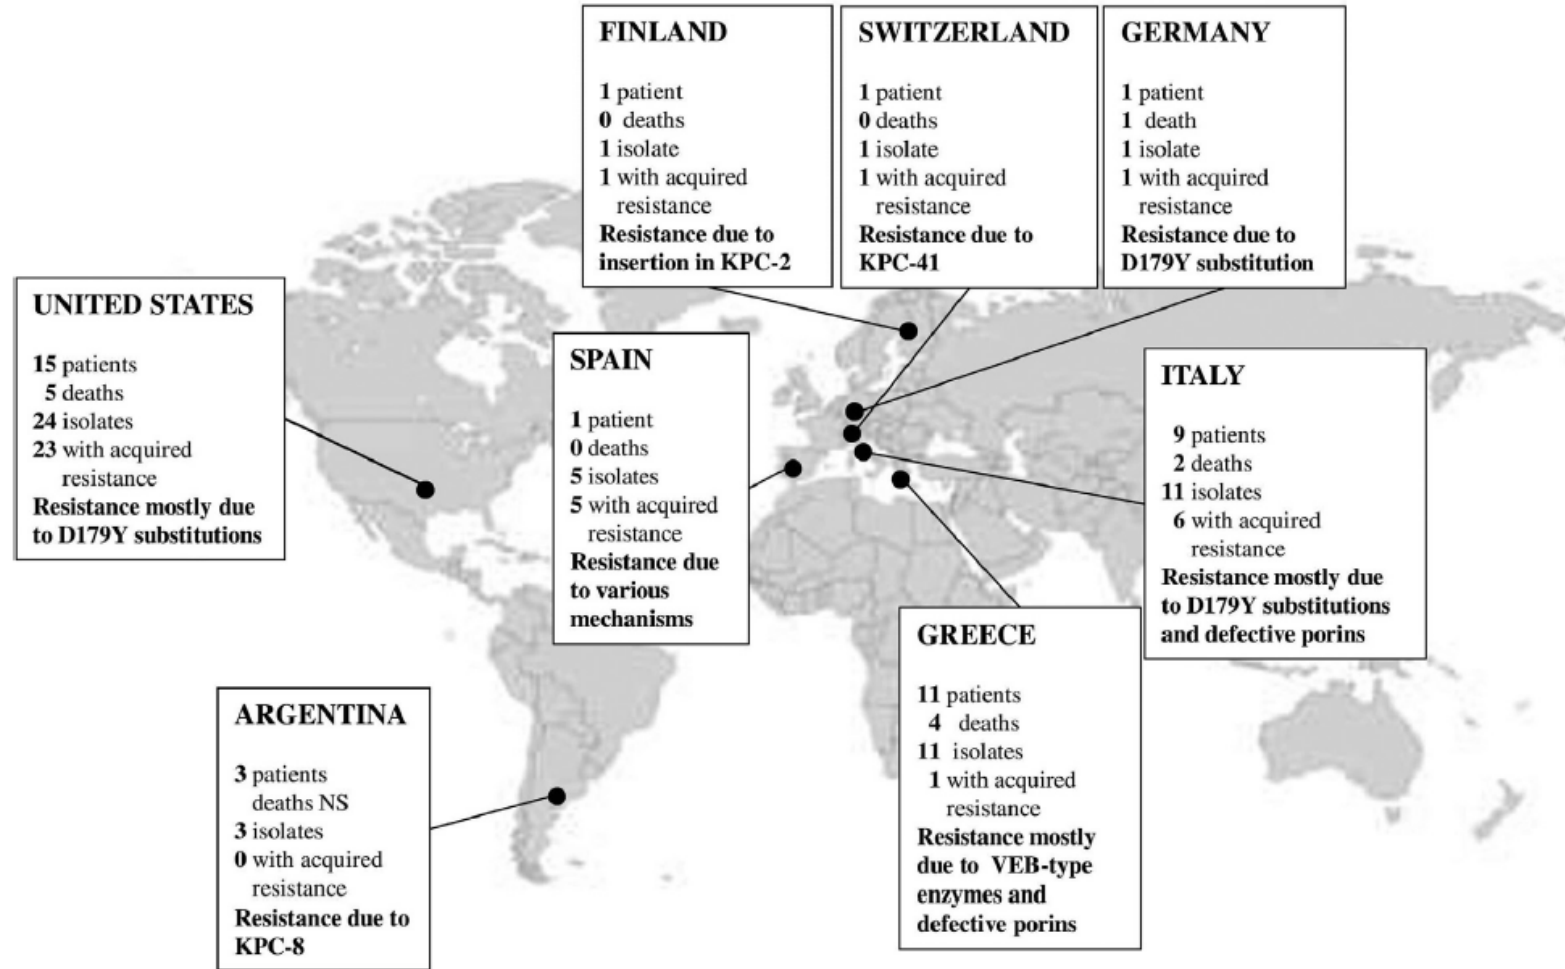 FINLAND
1 patient
0 deaths
1 isolate
1 with acquired
resistance
Resistance due to
insertion in KPC-2
SWITZERLAND
1 patient
0 deaths
1 isolate
1 with acquired
resistance
Resistance due to
KPC-41
GERMANY
1 patient
1 death
1 isolate
1 with acquired
resistance
Resistance due to
D179Y substitution
UNITED STATES
15 patients
5 deaths
24 isolates
23 with acquired
resistance
Resistance mostly due
to D179Y substitutions
SPAIN
1 patient
0 deaths
5 isolates
5 with acquired
resistance
Resistance due
to various
mechanisms
ITALY
9 patients
2 deaths
11 isolates
6 with acquired
resistance
Resistance mostly due
to D179Y substitutions
and defective porins
GREECE
11 patients
4 deaths
11 isolates
1 with acquired
resistance
Resistance mostly
due to VEB-type
enzymes and
defective porins
ARGENTINA
3 patients
deaths NS
3 isolates
0 with acquired
resistance
Resistance due to
KPC-8